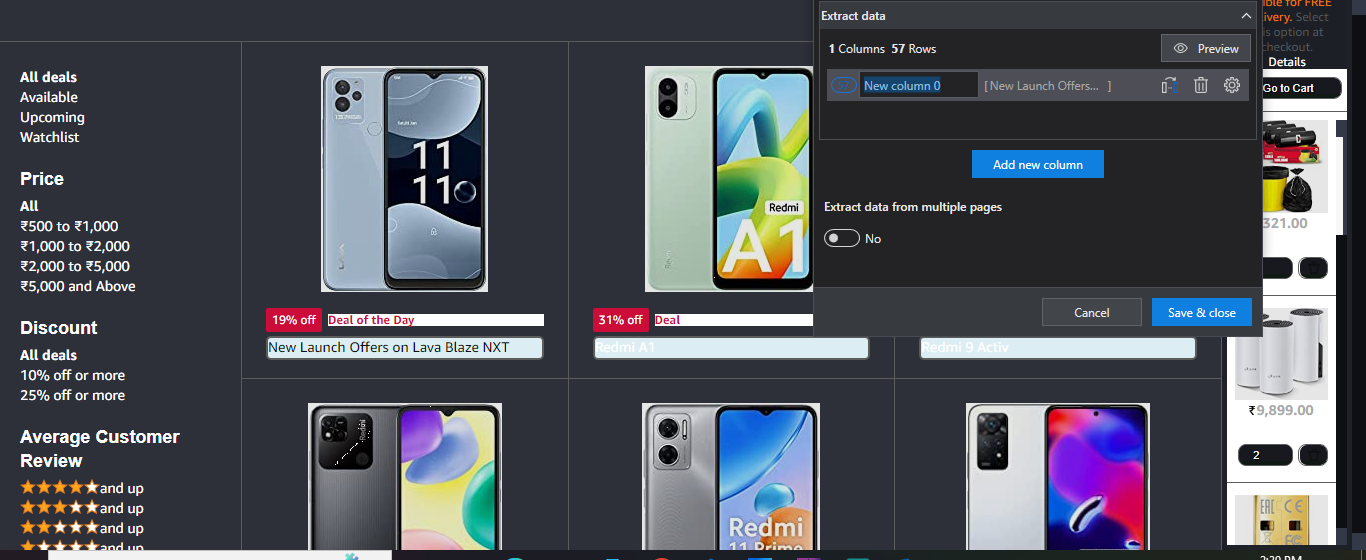 Extract data
1 Columns 57 Rows
Preview
57
New column 0
[ New Launch Offers... ]
Add new column
Extract data from multiple pages
No
Cancel
Save & close
All deals
Available
Upcoming
Watchlist
Price
All
₹500 to ₹1,000
₹1,000 to ₹2,000
₹2,000 to ₹5,000
₹5,000 and Above
Discount
All deals
10% off or more
25% off or more
Average Customer
Review
and up
and up
and up
and up
11
11
LAVA
19% off
Deal of the Day
New Launch Offers on Lava Blaze NXT
Redmi
A1
31% off
Deal
Redmi A1
Redmi 9 Activ
Redmi
11 Prime
for FREE
Select
option at
checkout.
Details
Go to Cart
321.00
₹9,899.00
2